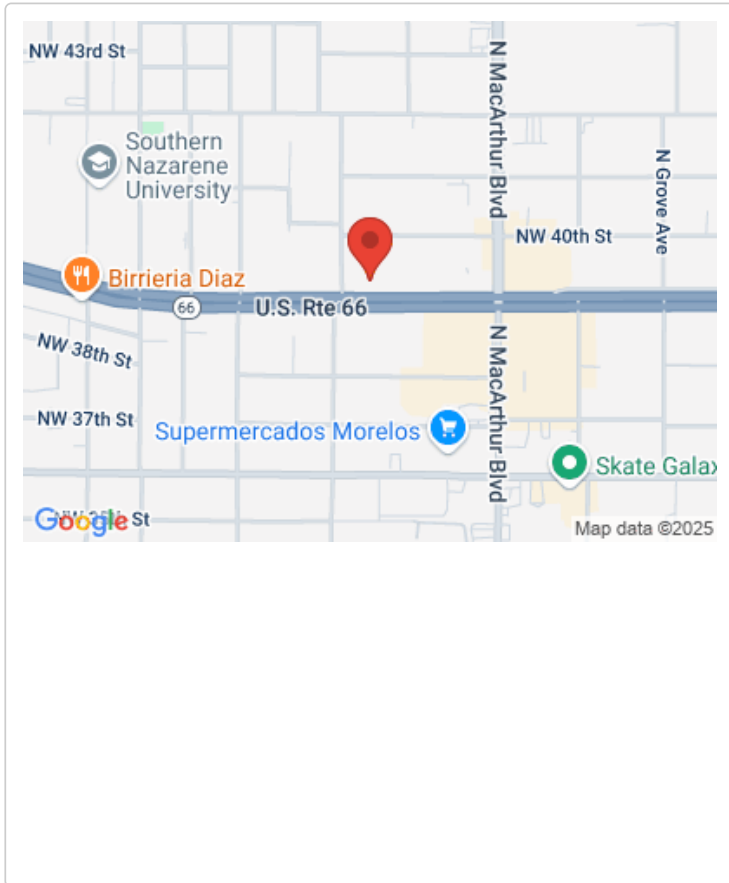 NW 43rd St
Southern
Nazarene
University
N MacArthur Blvd
N Grove Ave
NW 40th St
Birrieria Diaz
66
U.S. Rte 66
NW 38th St
N MacArthur Blvd
NW 37th St
Supermercados Morelos
Skate Galax
Google
St
Map data ©2025